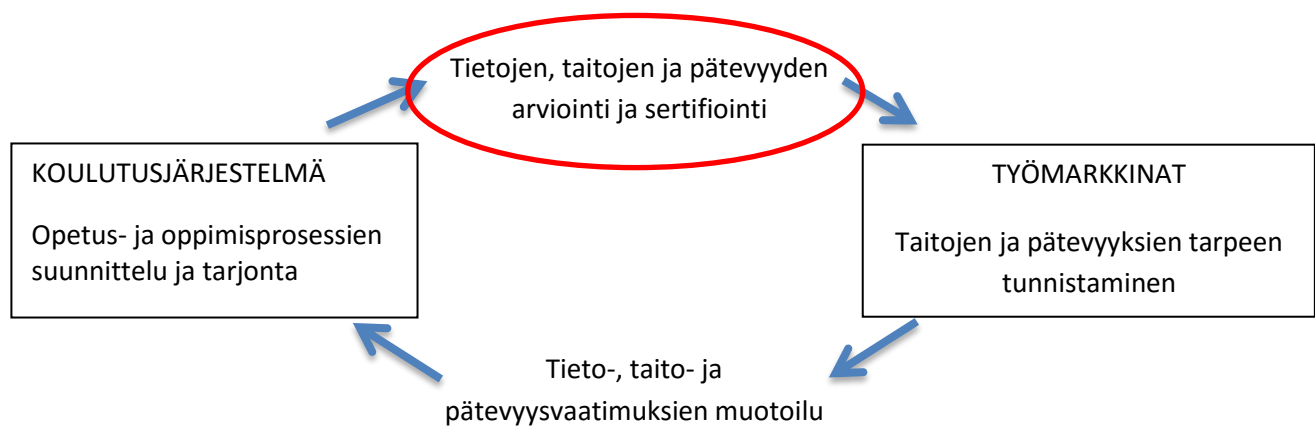 Tietojen, taitojen ja pätevyyden
arviointi ja sertifiointi
KOULUTUSJÄRJESTELMÄ
Opetus- ja oppimisprosessien
suunnittelu ja tarjonta
TYÖMARKKINAT
Taitojen ja pätevyyksien tarpeen
tunnistaminen
Tieto-, taito- ja
pätevyysvaatimuksien muotoilu